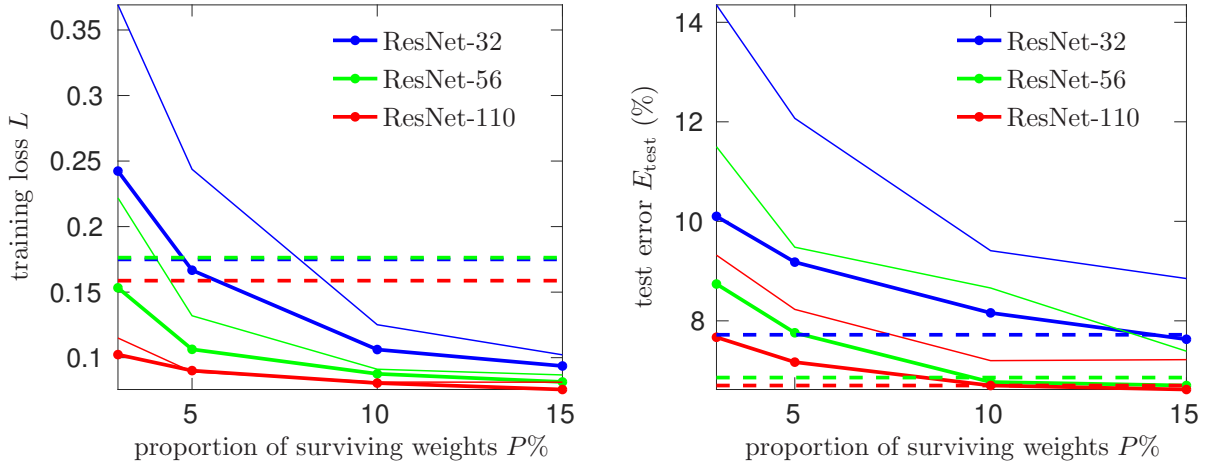 0.35
0.3
0.25
0.2
0.15
0.1
training loss L
ResNet-32
ResNet-56
ResNet-110
5
10
15
proportion of surviving weights P%
14
12
10
8
test error E_test (%)
ResNet-32
ResNet-56
ResNet-110
5
10
15
proportion of surviving weights P%